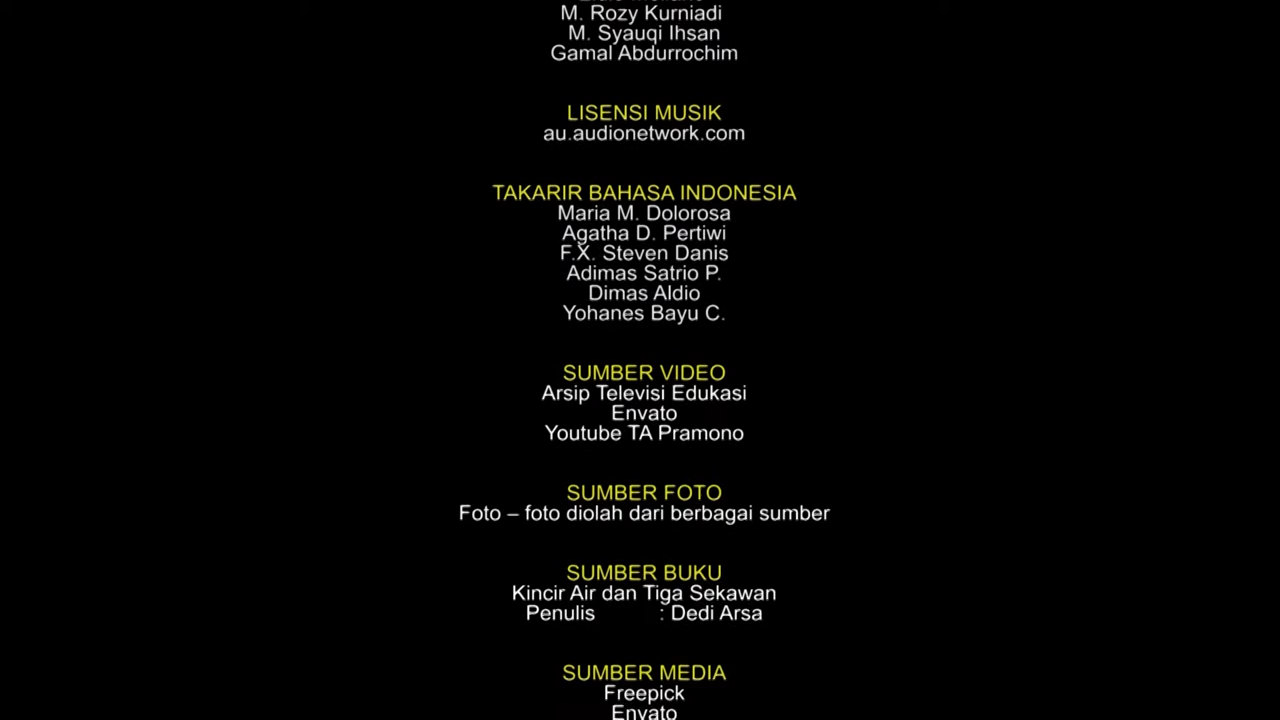 M. Rozy Kurniadi
M. Syauqi Ihsan
Gamal Abdurrochim
LISENSI MUSIK
au.audionetwork.com
TAKARIR BAHASA INDONESIA
Maria M. Dolorosa
Agatha D. Pertiwi
F.X. Steven Danis
Adimas Satrio P.
Dimas Aldio
Yohanes Bayu C.
SUMBER VIDEO
Arsip Televisi Edukasi
Envato
Youtube TA Pramono
SUMBER FOTO
Foto – foto diolah dari berbagai sumber
SUMBER BUKU
Kincir Air dan Tiga Sekawan
Penulis : Dedi Arsa
SUMBER MEDIA
Freepick
Envato